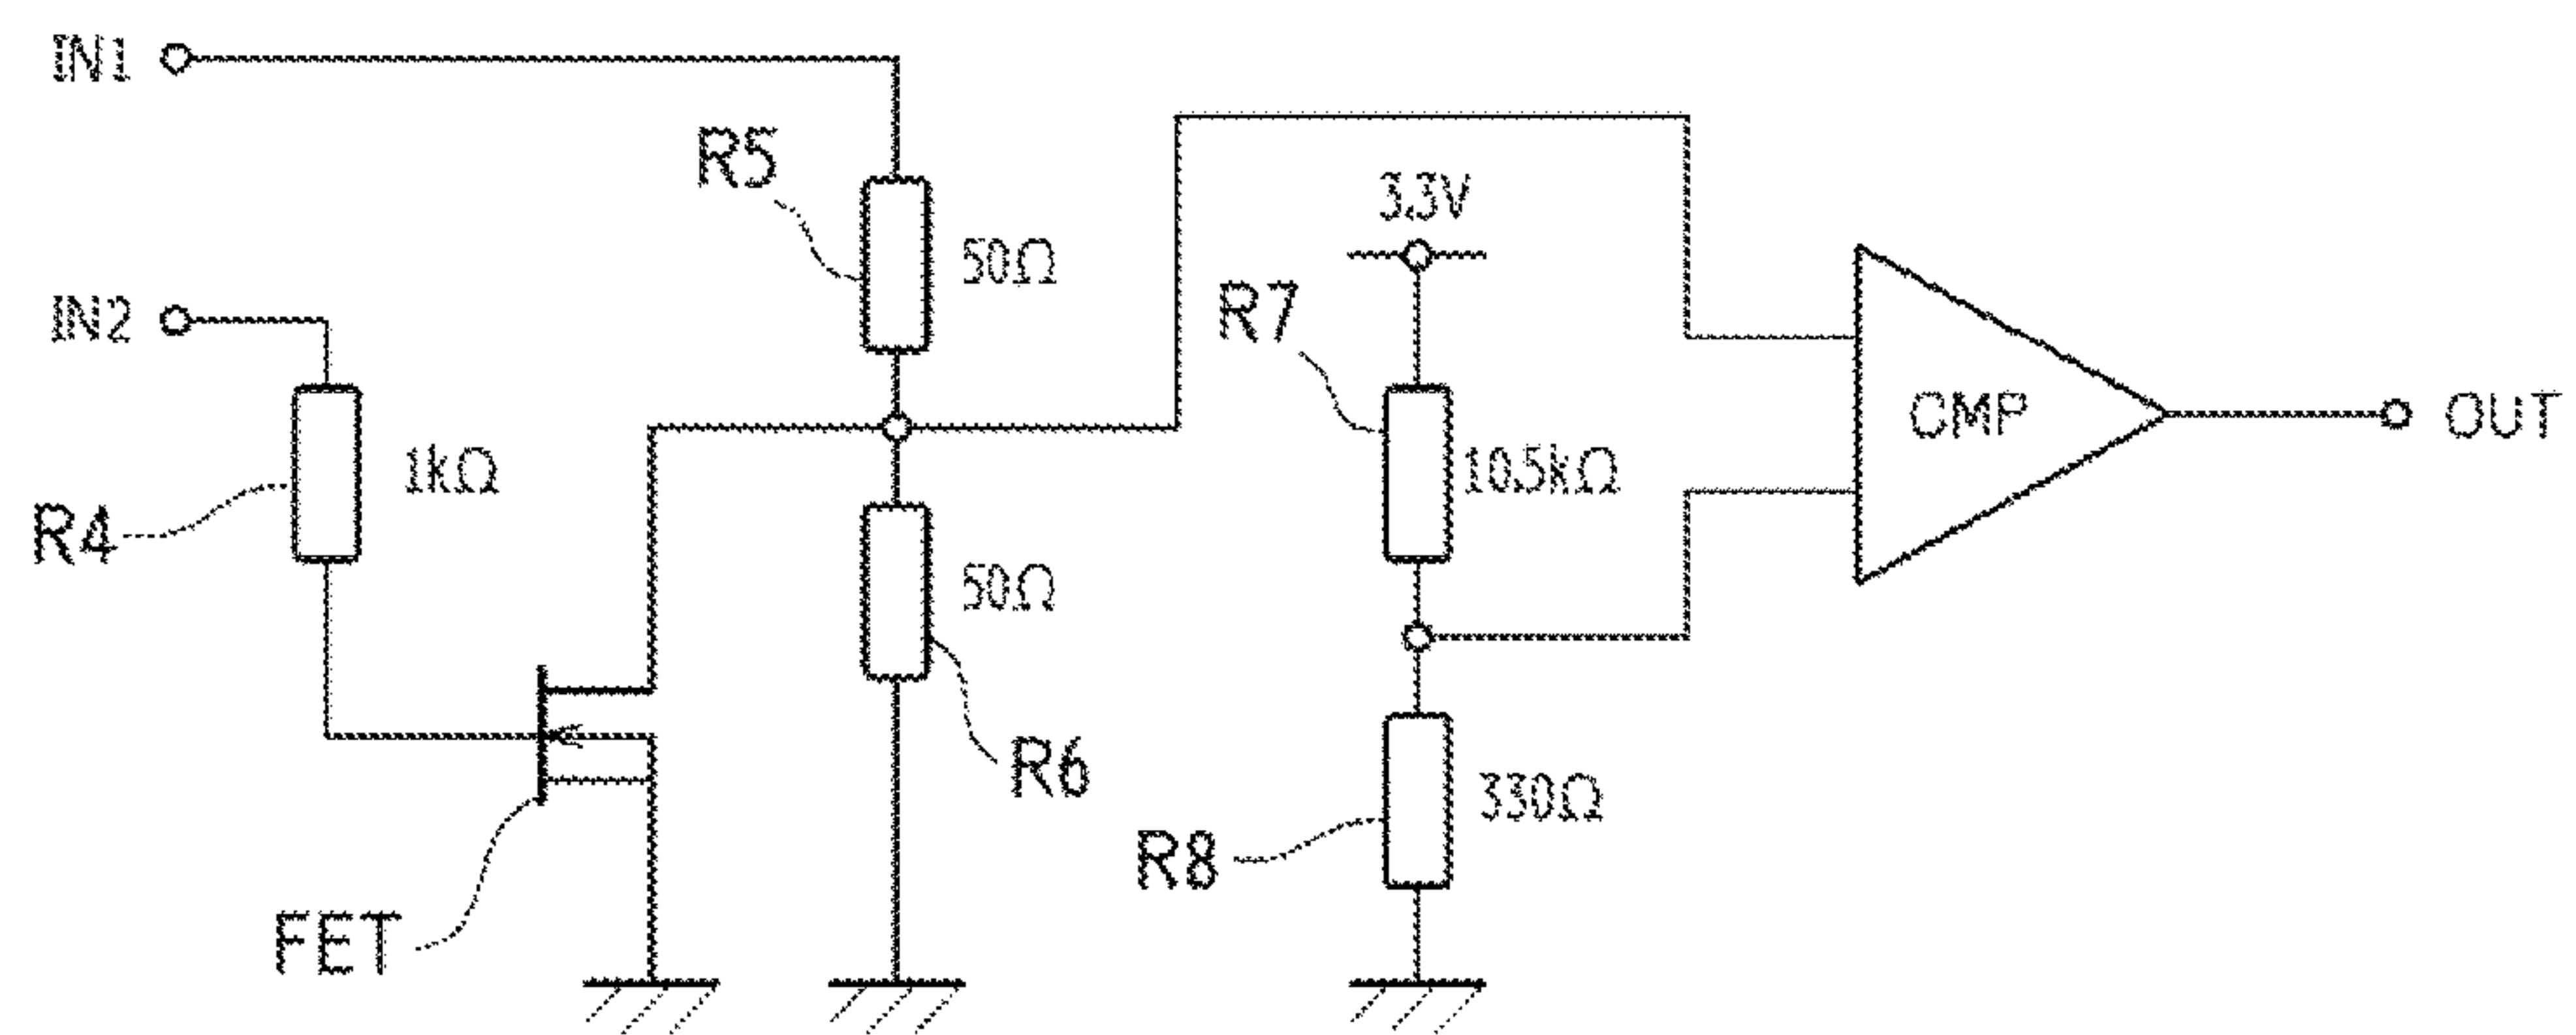 IN1
R5
50Ω
3.3V
IN2
R7
1kΩ
10.5kΩ
CMP
OUT
R4
50Ω
R6
330Ω
R8
FET